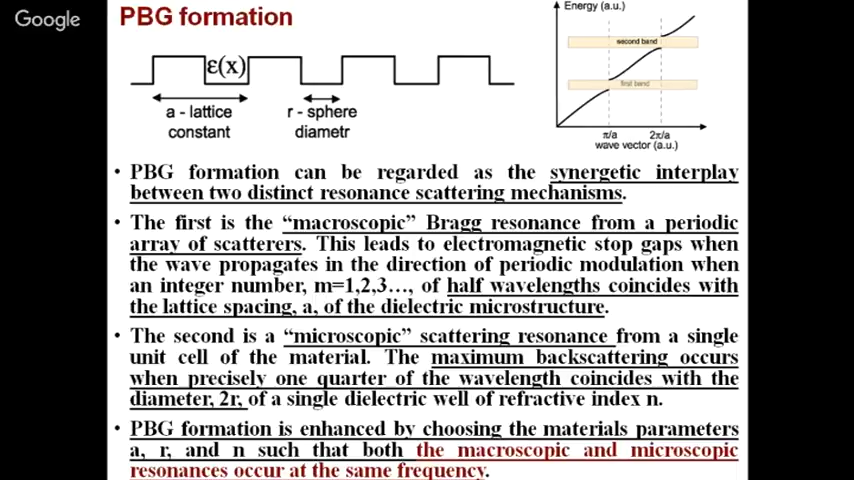 Google
PBG formation
ε(x)
a - lattice
constant
r - sphere
diametr
Energy (a.u.)
second band
first band
π/a
2π/a
wave vector (a.u.)
• PBG formation can be regarded as the synergetic interplay
between two distinct resonance scattering mechanisms.
• The first is the “macroscopic” Bragg resonance from a periodic
array of scatterers. This leads to electromagnetic stop gaps when
the wave propagates in the direction of periodic modulation when
an integer number, m=1,2,3…, of half wavelengths coincides with
the lattice spacing, a, of the dielectric microstructure.
• The second is a “microscopic” scattering resonance from a single
unit cell of the material. The maximum backscattering occurs
when precisely one quarter of the wavelength coincides with the
diameter, 2r, of a single dielectric well of refractive index n.
• PBG formation is enhanced by choosing the materials parameters
a, r, and n such that both the macroscopic and microscopic
resonances occur at the same frequency.